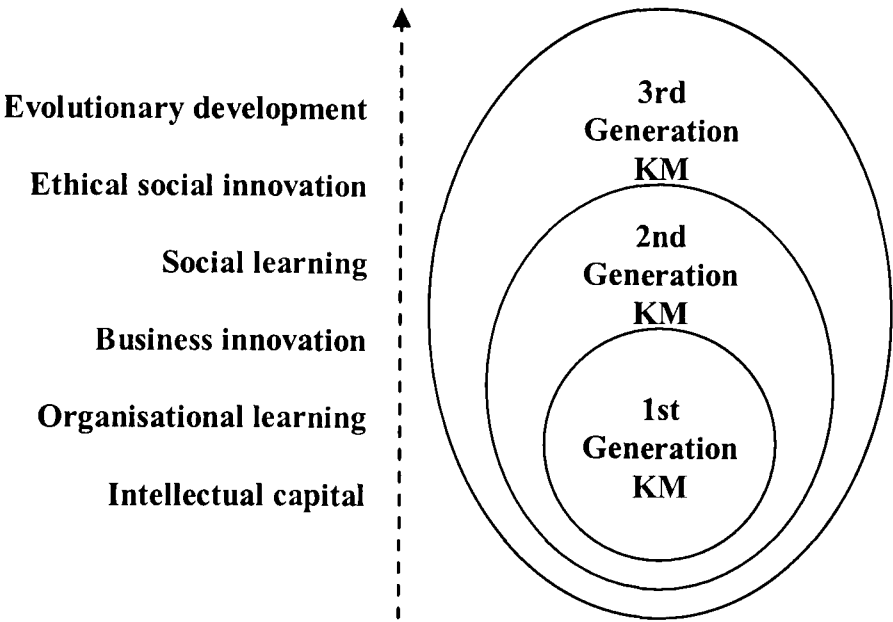 Evolutionary development
Ethical social innovation
Social learning
Business innovation
Organisational learning
Intellectual capital
3rd
Generation
KM
2nd
Generation
KM
1st
Generation
KM